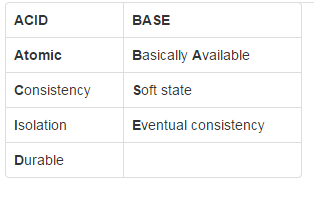 ACID BASE
Atomic Basically Available
Consistency Soft state
Isolation Eventual consistency
Durable